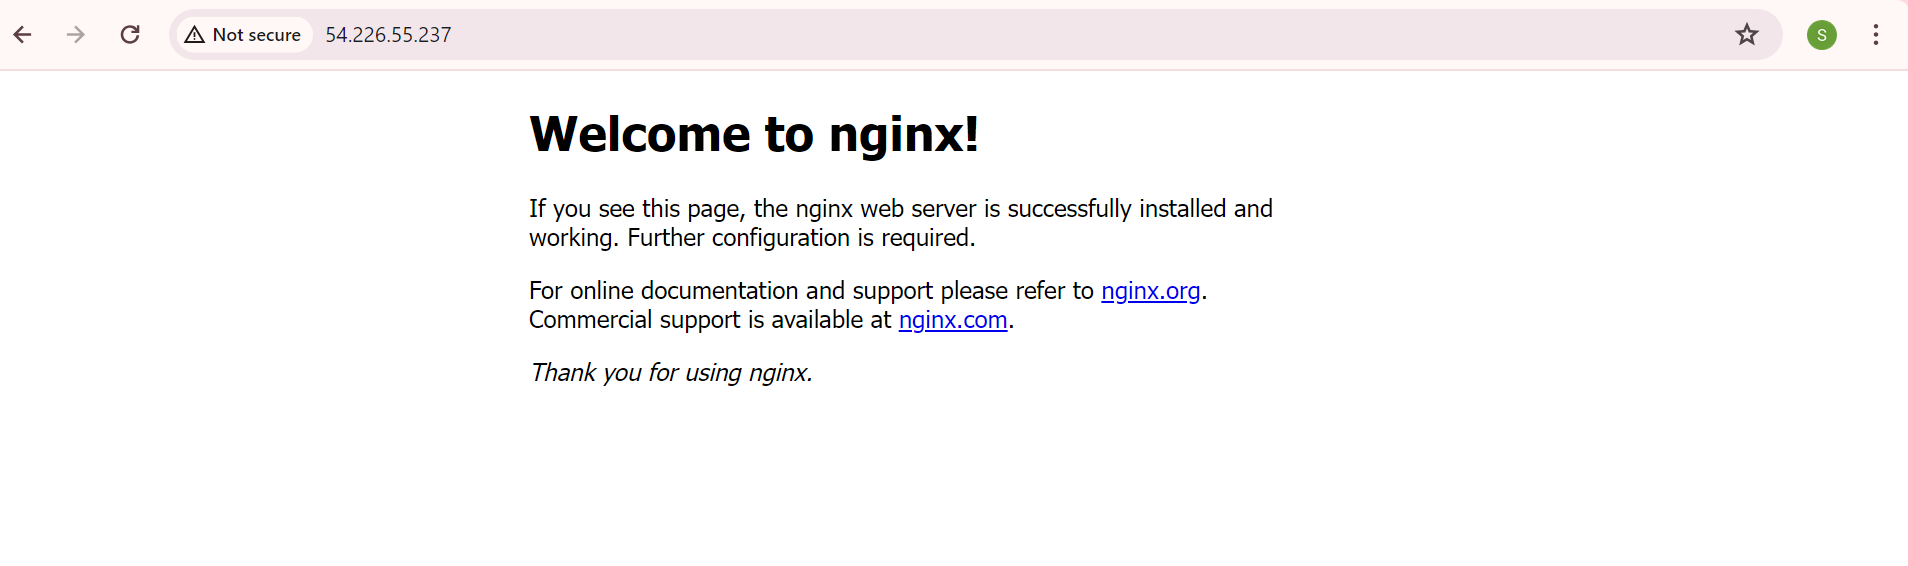 Not secure
54.226.55.237
S
Welcome to nginx!
If you see this page, the nginx web server is successfully installed and
working. Further configuration is required.
For online documentation and support please refer to nginx.org.
Commercial support is available at nginx.com.
Thank you for using nginx.